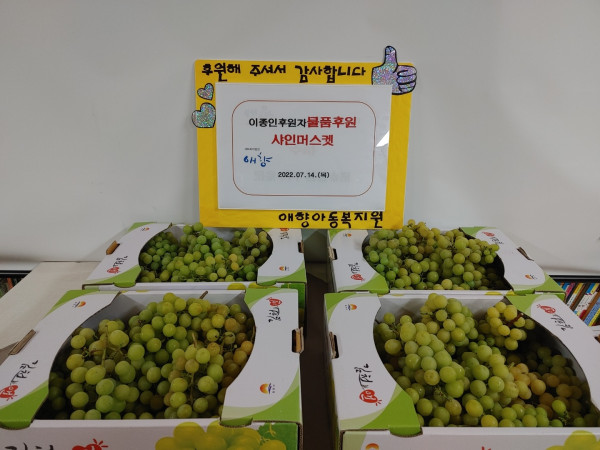 후원해 주셔서 감사합니다
이종인후원자물품후원
샤인머스켓
애향
2022.07.14.(목)
애향아동복지원